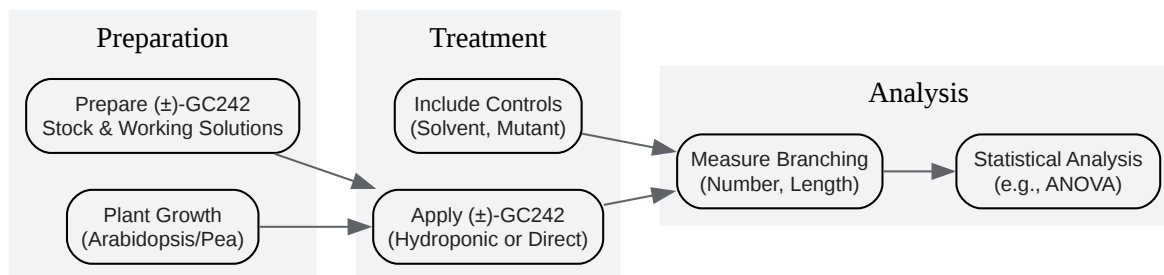 Preparation
Prepare (±)-GC242
Stock & Working Solutions
Plant Growth
(Arabidopsis/Pea)
Treatment
Include Controls
(Solvent, Mutant)
Apply (±)-GC242
(Hydroponic or Direct)
Analysis
Measure Branching
(Number, Length)
Statistical Analysis
(e.g., ANOVA)